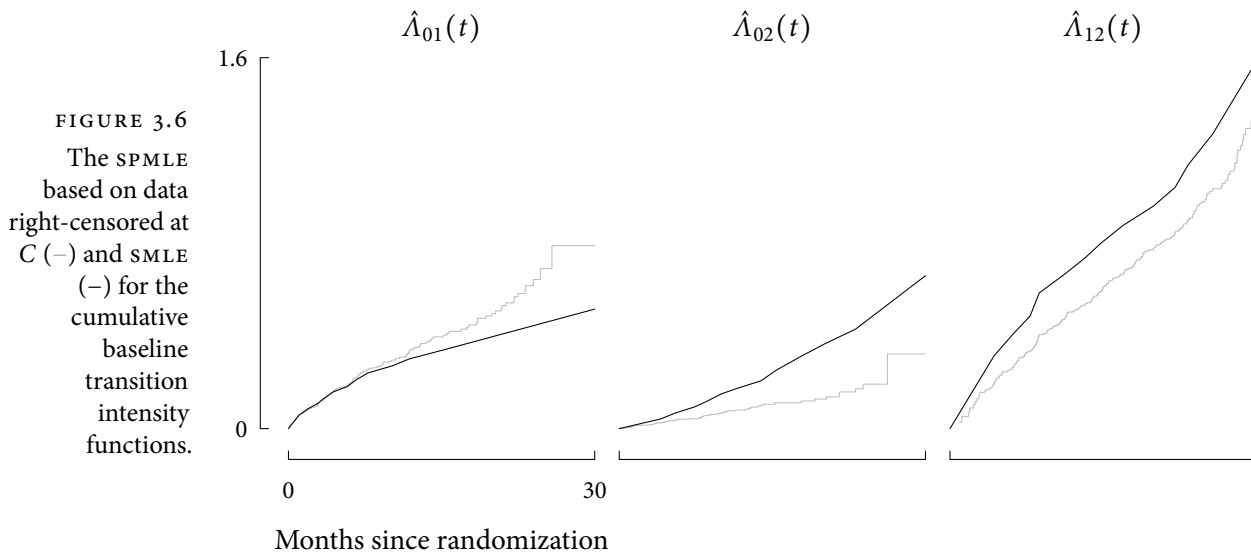 Λ̂₀₁(t) Λ̂₀₂(t) Λ̂₁₂(t)
1.6
FIGURE 3.6
The SPMLE
based on data
right-censored at
C (–) and SMLE
(–) for the
cumulative
baseline
transition
intensity
functions.
0
0 30
Months since randomization